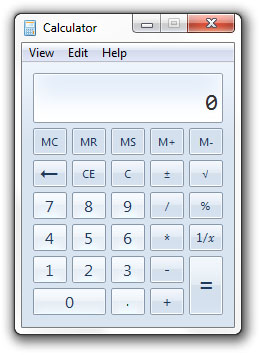 Calculator
View Edit Help
0
MC MR MS M+ M-
← CE C ± √
7 8 9 / %
4 5 6 * 1/x
1 2 3 - =
0 . +